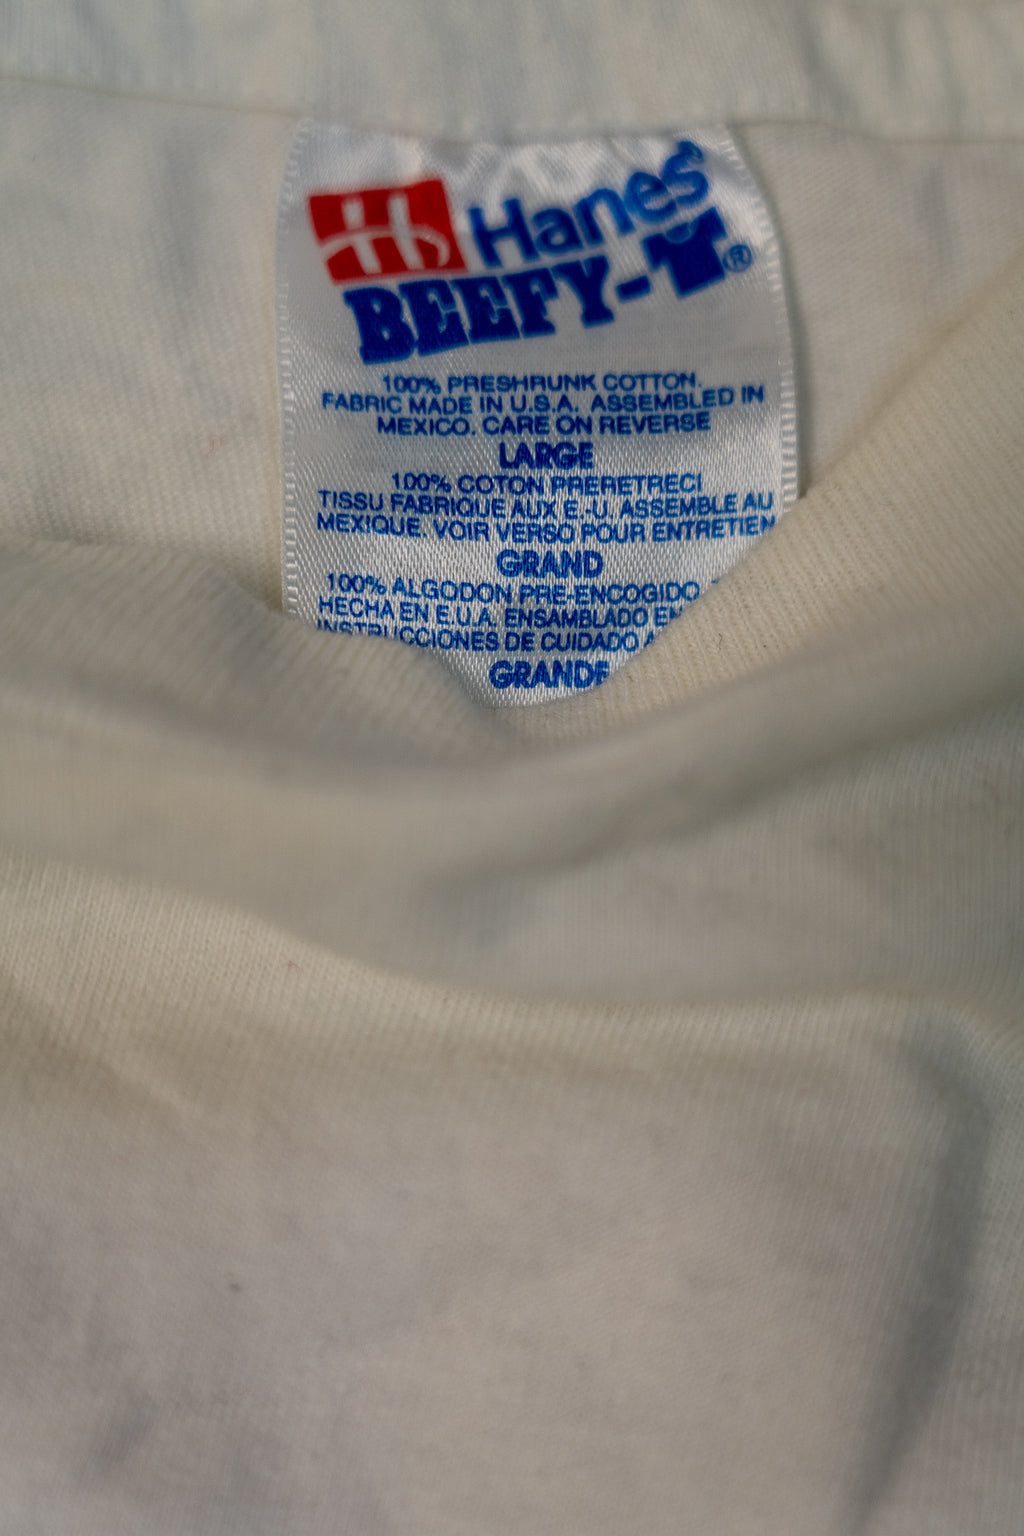 H Hanes®
BEEFY-T®
100% PRESHRUNK COTTON.
FABRIC MADE IN U.S.A. ASSEMBLED IN
MEXICO. CARE ON REVERSE
LARGE
100% COTON PRERETRECI
TISSU FABRIQUE AUX E.-U. ASSEMBLE AU
MEXIQUE. VOIR VERSO POUR ENTRETIEN
GRAND
100% ALGODON PRE-ENCOGIDO
HECHA EN E.U.A. ENSAMBLADO EN
INSTRUCCIONES DE CUIDADO A
GRANDE